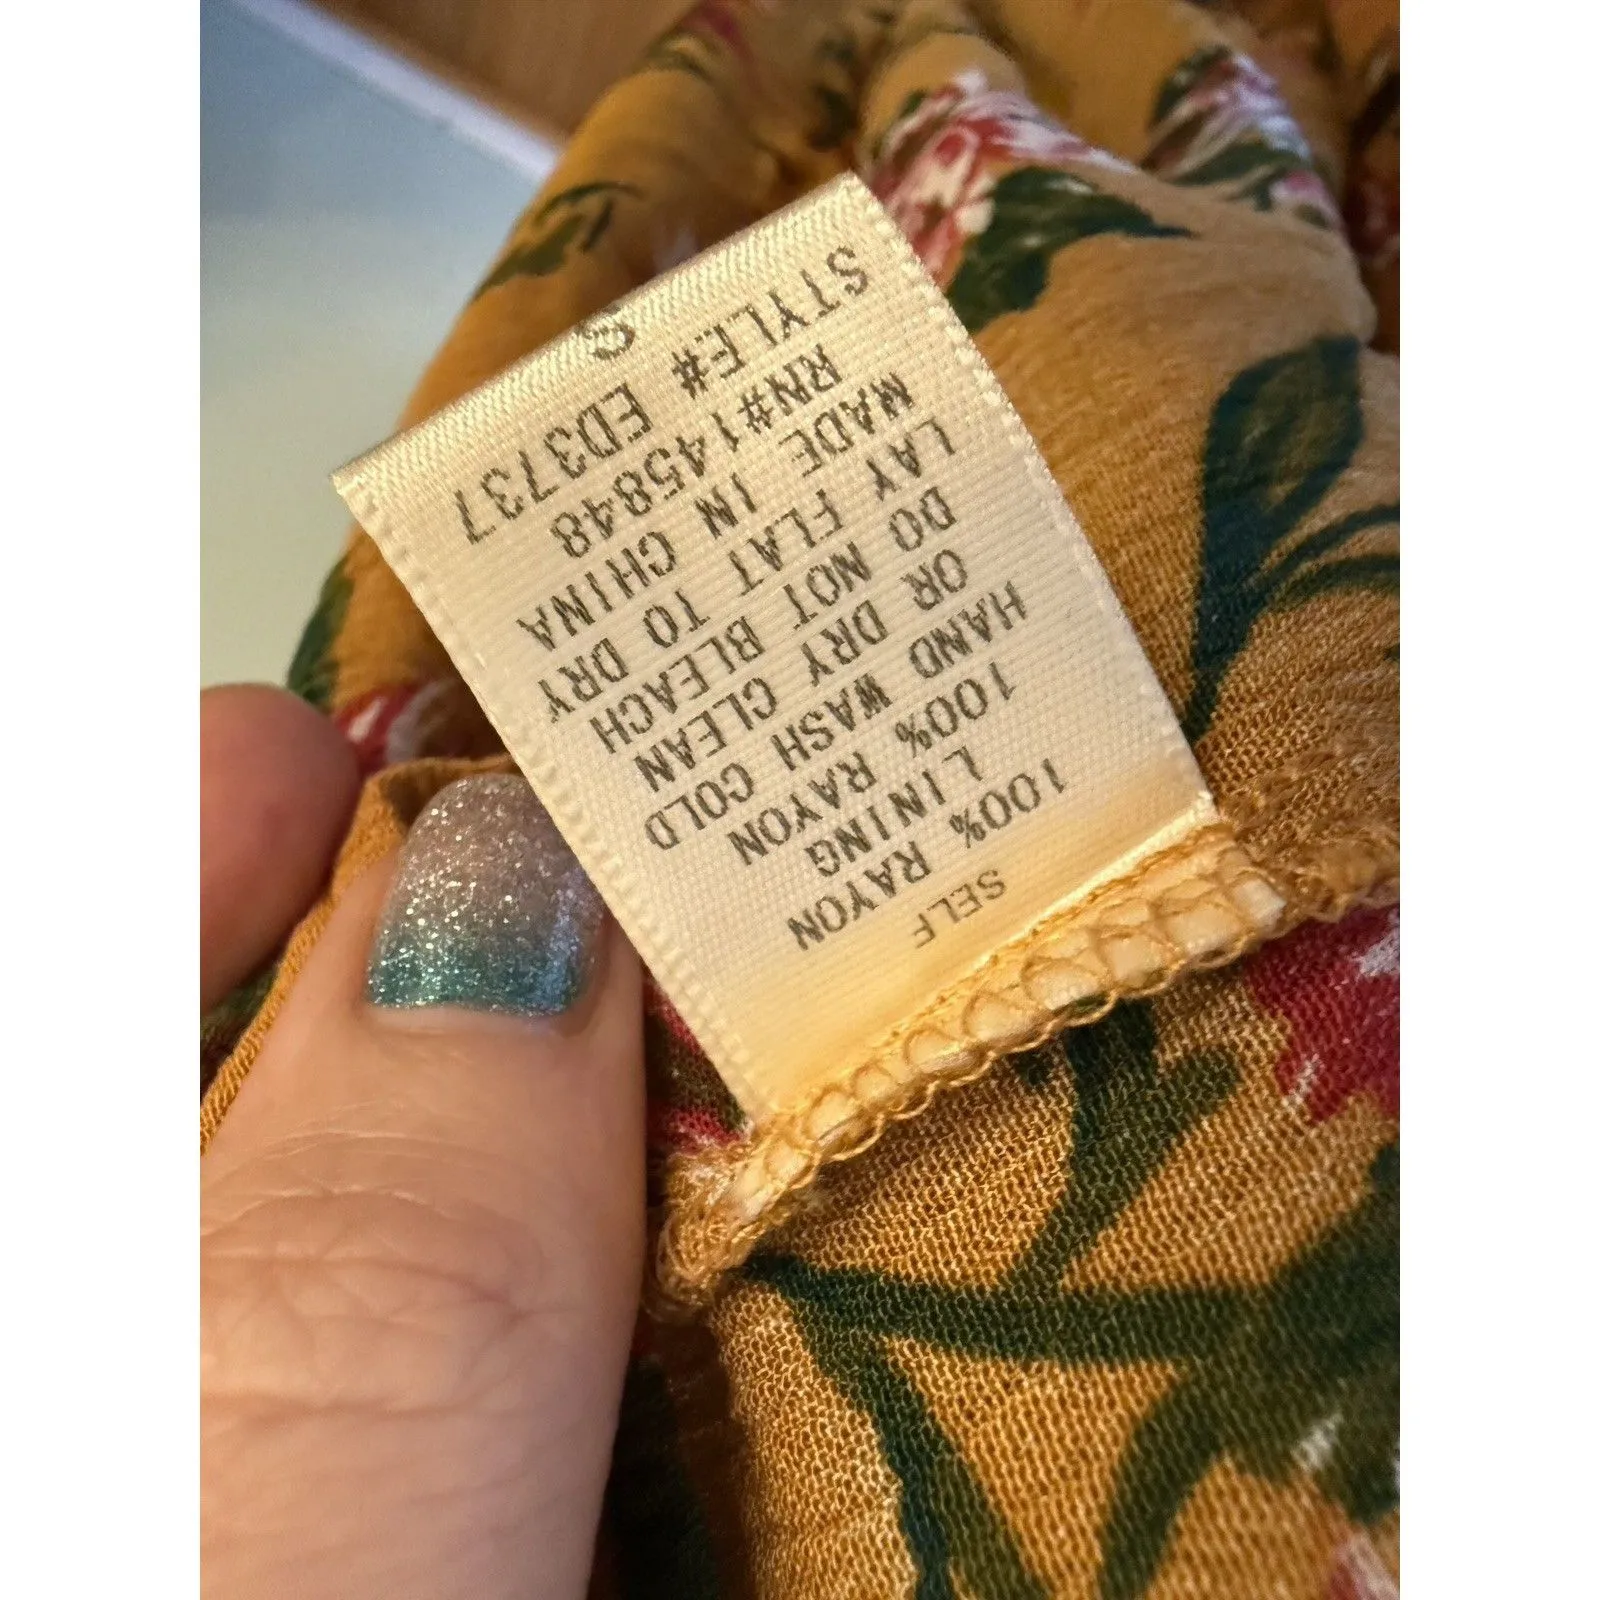 SELF
100% RAYON
LINING
100% RAYON
HAND WASH COLD
OR DRY CLEAN
DO NOT BLEACH
LAY FLAT TO DRY
MADE IN CHINA
RN#145848
STYLE# ED3737
S